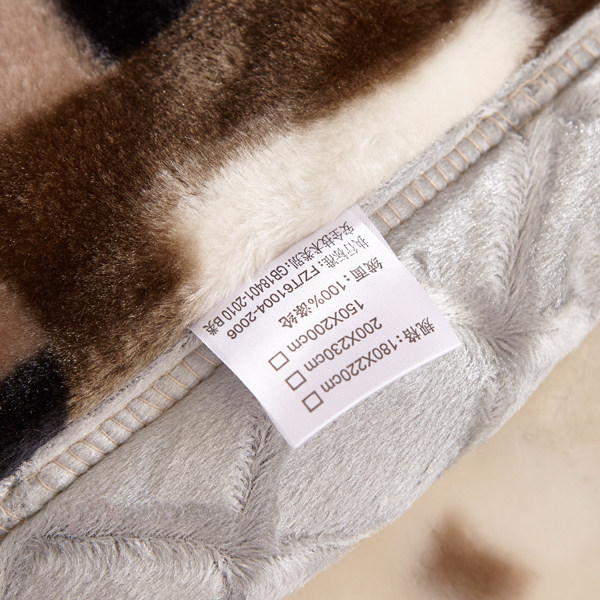 规格：180X220cm
200X230cm □
150X200cm □
绒面：100%涤纶 □
执行标准：FZ/T61004-2006
安全技术类别：GB18401-2010 B类